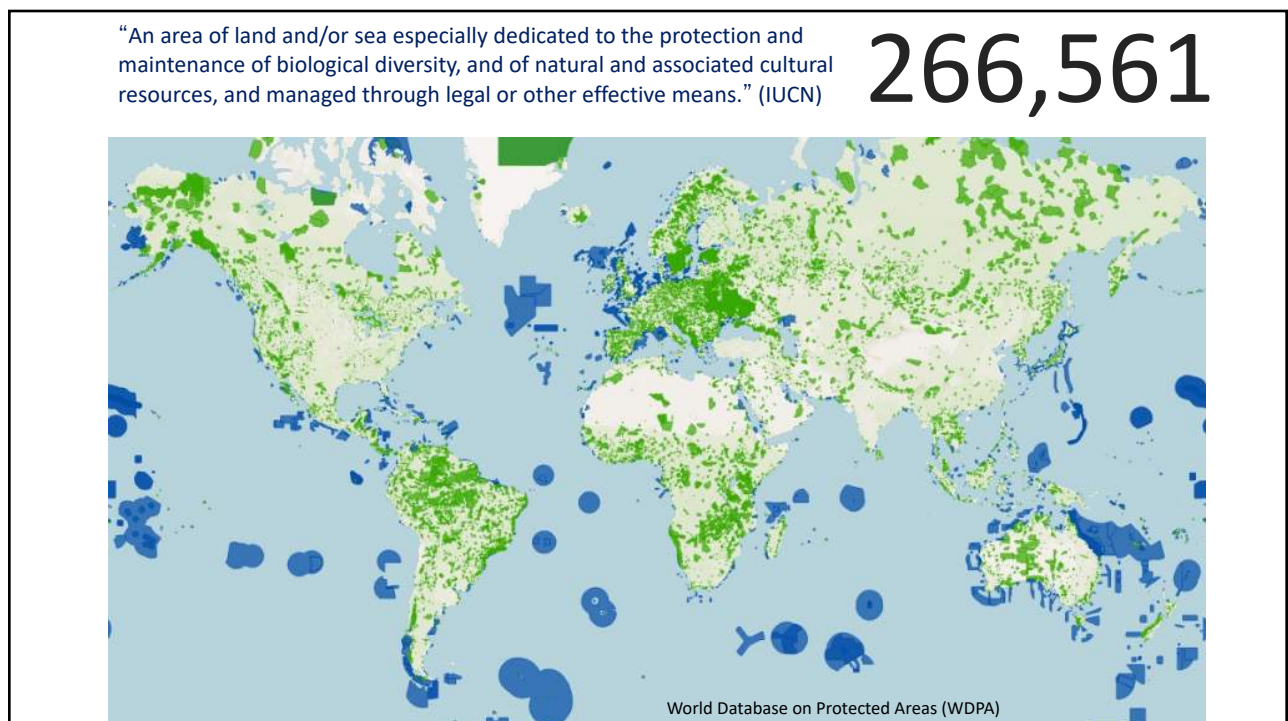 “An area of land and/or sea especially dedicated to the protection and
maintenance of biological diversity, and of natural and associated cultural
resources, and managed through legal or other effective means.” (IUCN)
266,561
World Database on Protected Areas (WDPA)